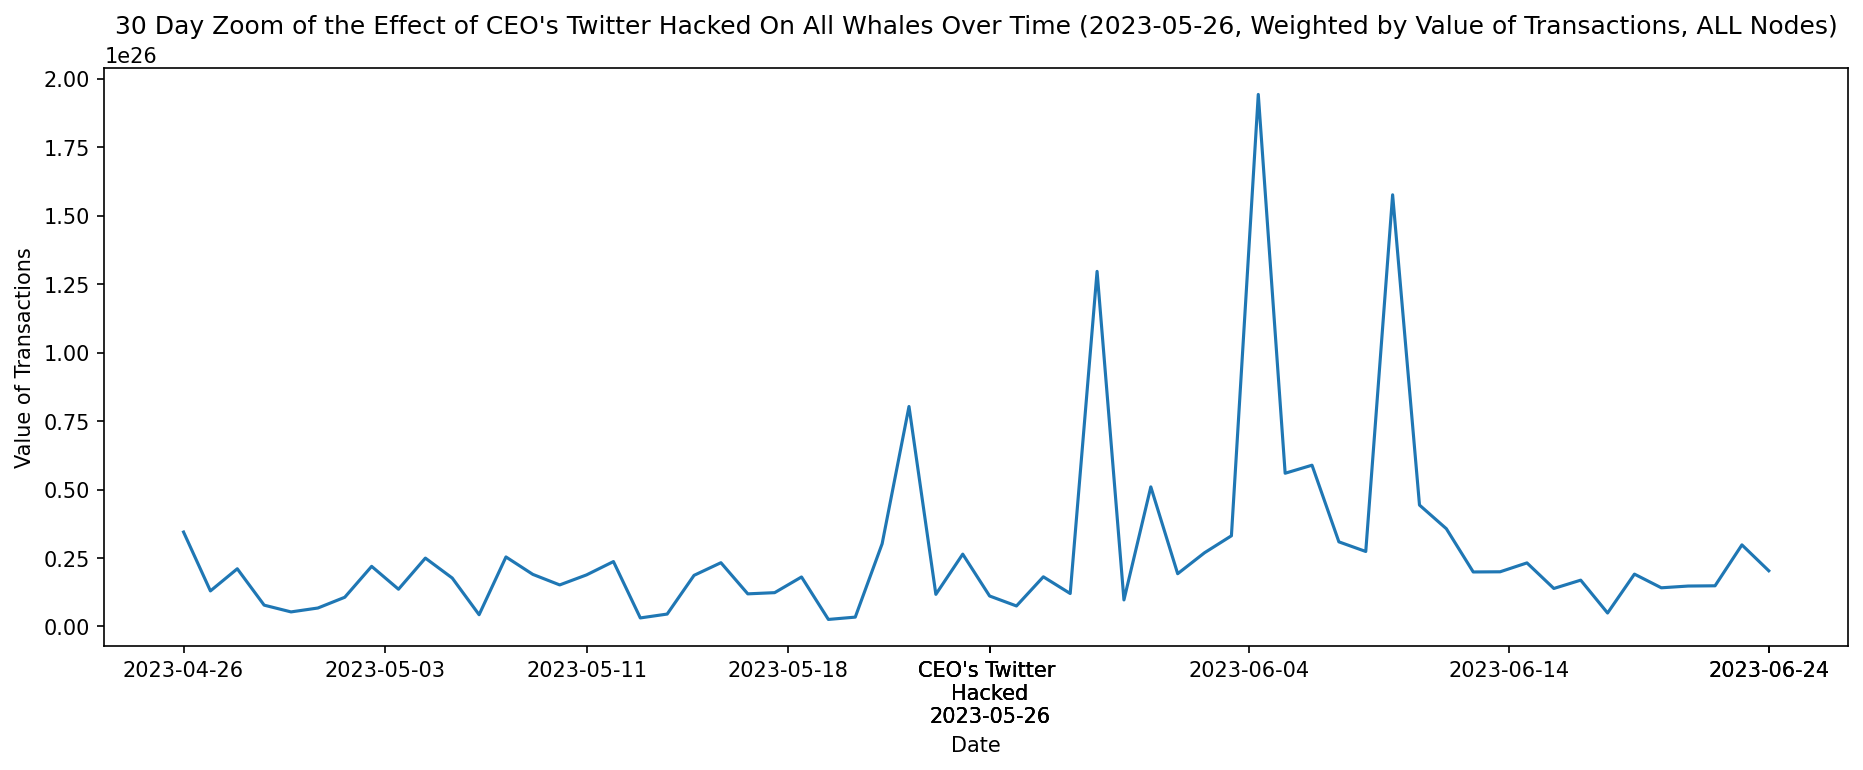 30 Day Zoom of the Effect of CEO's Twitter Hacked On All Whales Over Time (2023-05-26, Weighted by Value of Transactions, ALL Nodes)
1e26
2.00
1.75
1.50
1.25
1.00
0.75
0.50
0.25
0.00
Value of Transactions
2023-04-26
2023-05-03
2023-05-11
2023-05-18
CEO's Twitter
Hacked
2023-05-26
2023-06-04
2023-06-14
2023-06-24
Date